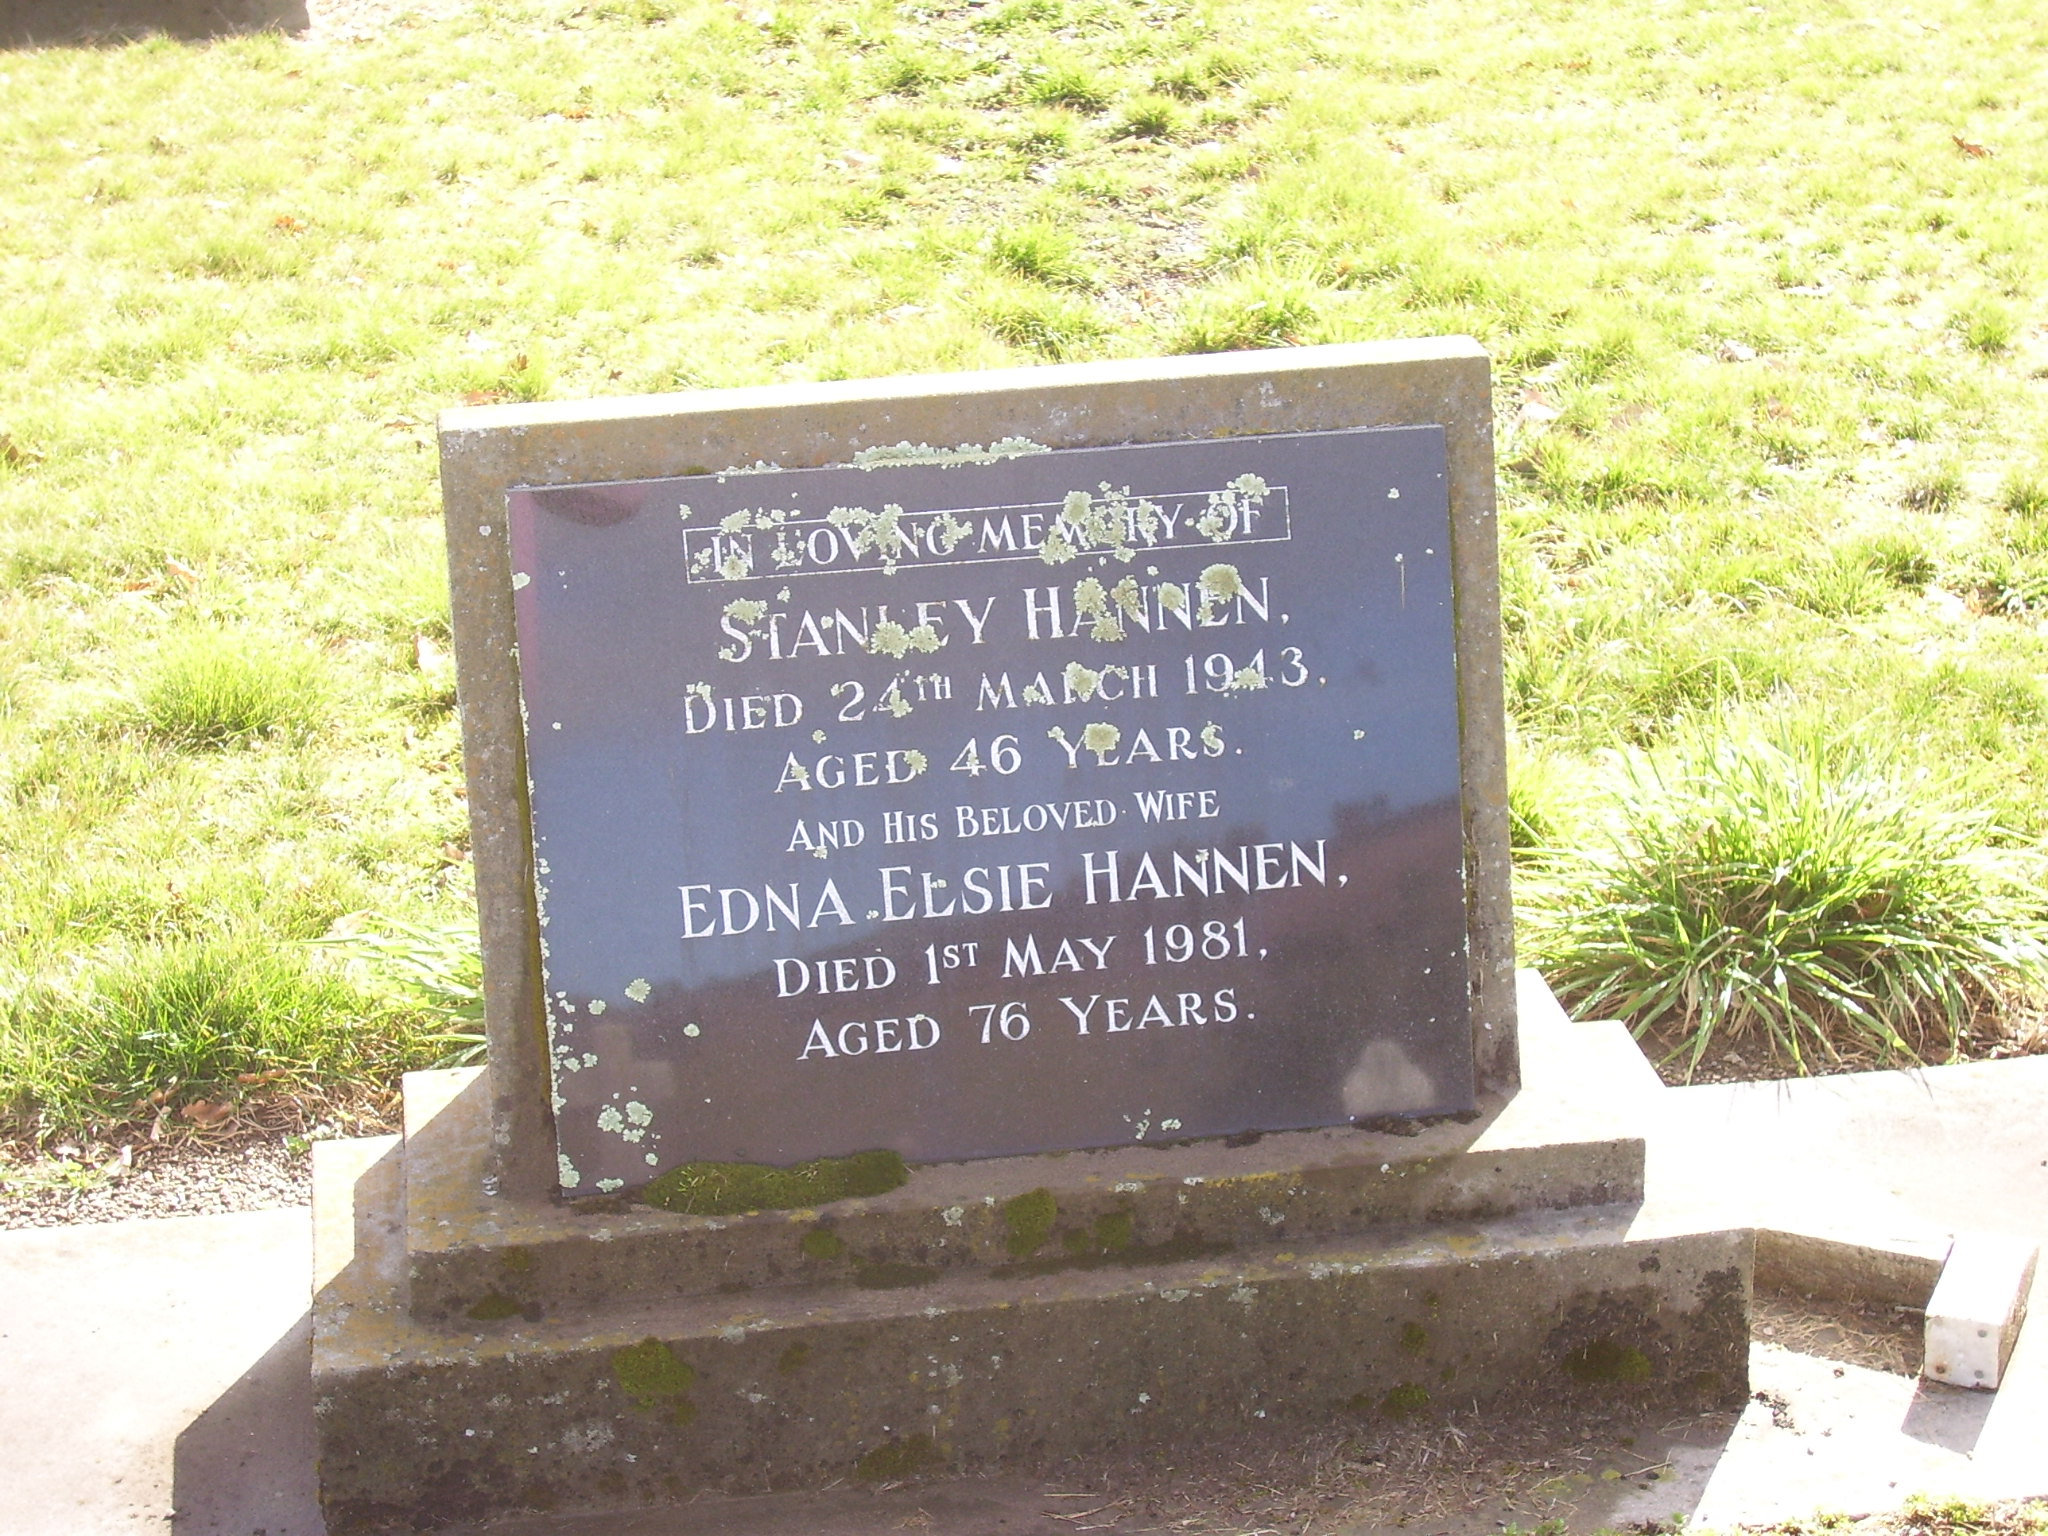 IN LOVING MEMORY OF
STANLEY HANNEN,
DIED 24TH MARCH 1943,
AGED 46 YEARS.
AND HIS BELOVED WIFE
EDNA ELSIE HANNEN,
DIED 1ST MAY 1981,
AGED 76 YEARS.